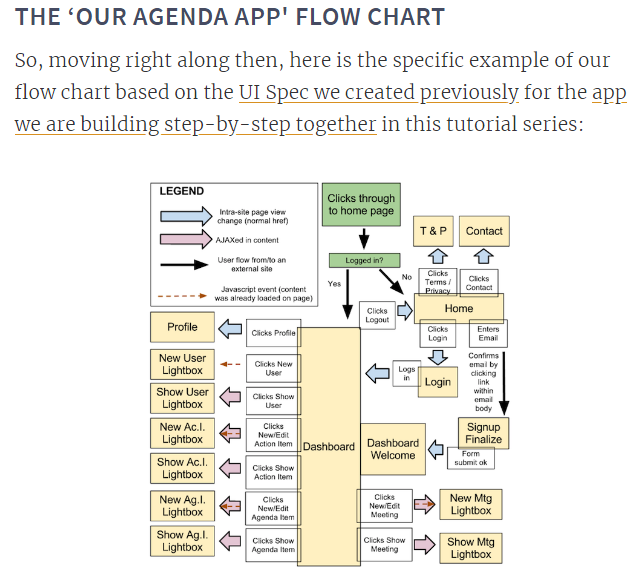 THE ‘OUR AGENDA APP' FLOW CHART
So, moving right along then, here is the specific example of our
flow chart based on the UI Spec we created previously for the app
we are building step-by-step together in this tutorial series:
LEGEND
Intra-site page view
change (normal href)
AJAXed in content
User flow from/to an
external site
Javascript event (content
was already loaded on page)
Clicks through
to home page
Logged in?
Yes
No
T & P
Contact
Clicks
Terms /
Privacy
Clicks
Contact
Clicks
Logout
Home
Clicks
Login
Enters
Email
Logs
in
Login
Confirms
email by
clicking
link
within
email
body
Signup
Finalize
Form
submit ok
Dashboard
Welcome
Dashboard
Profile
Clicks Profile
New User
Lightbox
Clicks New
User
Show User
Lightbox
Clicks Show
User
New Ac.I.
Lightbox
Clicks
New/Edit
Action Item
Show Ac.I.
Lightbox
Clicks Show
Action Item
New Ag.I.
Lightbox
Clicks
New/Edit
Agenda Item
Show Ag.I.
Lightbox
Clicks Show
Agenda Item
Clicks
New/Edit
Meeting
New Mtg
Lightbox
Clicks Show
Meeting
Show Mtg
Lightbox